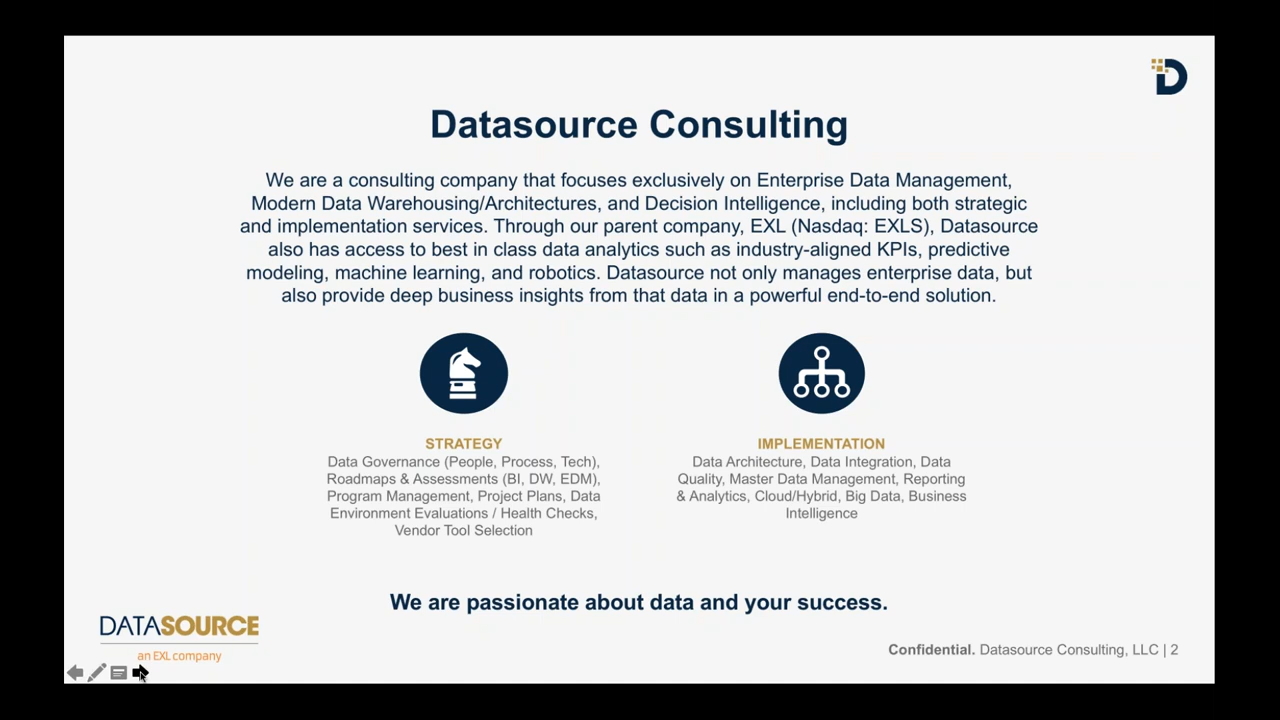 Datasource Consulting
We are a consulting company that focuses exclusively on Enterprise Data Management,
Modern Data Warehousing/Architectures, and Decision Intelligence, including both strategic
and implementation services. Through our parent company, EXL (Nasdaq: EXLS), Datasource
also has access to best in class data analytics such as industry-aligned KPIs, predictive
modeling, machine learning, and robotics. Datasource not only manages enterprise data, but
also provide deep business insights from that data in a powerful end-to-end solution.
STRATEGY
Data Governance (People, Process, Tech),
Roadmaps & Assessments (BI, DW, EDM),
Program Management, Project Plans, Data
Environment Evaluations / Health Checks,
Vendor Tool Selection
IMPLEMENTATION
Data Architecture, Data Integration, Data
Quality, Master Data Management, Reporting
& Analytics, Cloud/Hybrid, Big Data, Business
Intelligence
We are passionate about data and your success.
DATASOURCE
an EXL company
Confidential. Datasource Consulting, LLC | 2